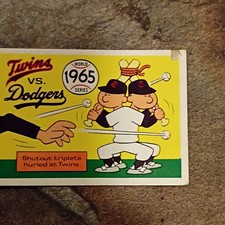 Twins
VS.
Dodgers
WORLD
1965
SERIES
Shutout triplets
hurled at Twins